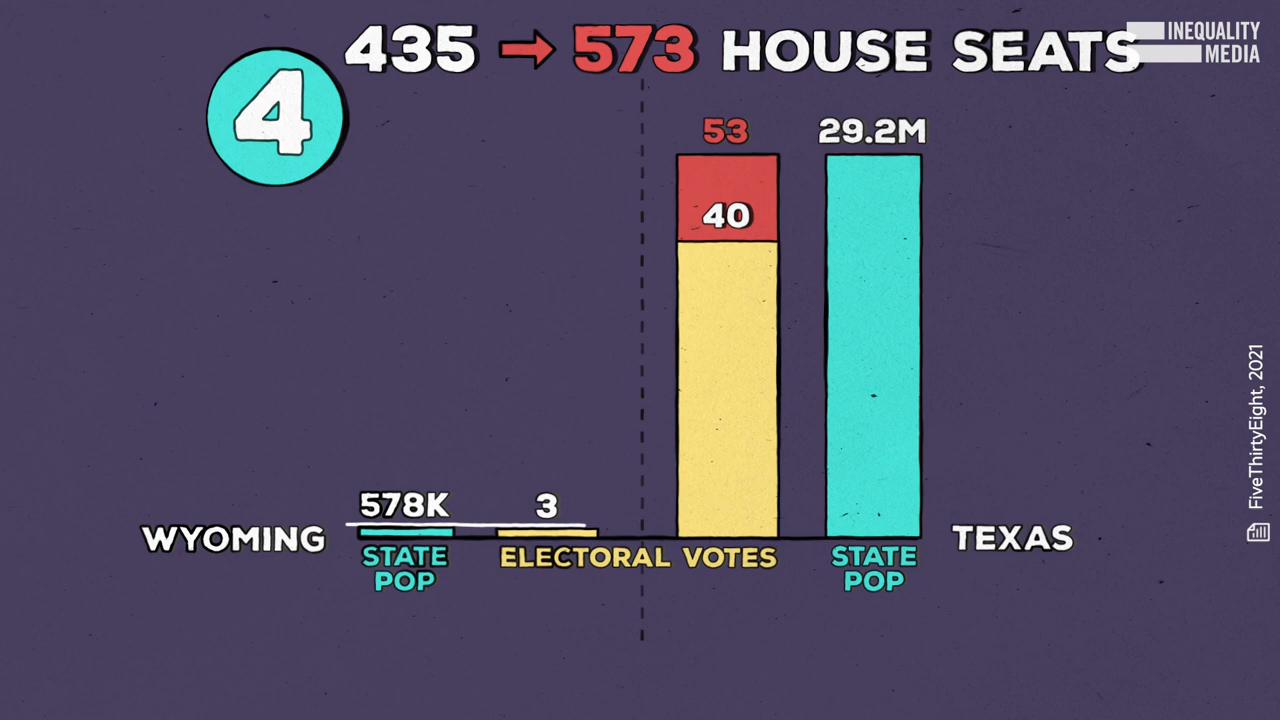 435 → 573 HOUSE SEATS
INEQUALITY
MEDIA
4
53
29.2M
40
578K
3
WYOMING
TEXAS
STATE
POP
ELECTORAL VOTES
STATE
POP
FiveThirtyEight, 2021